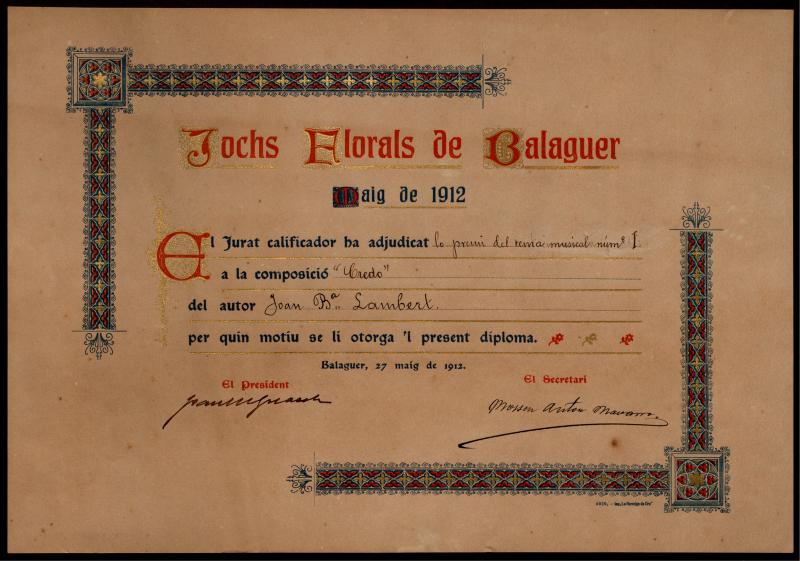 Jochs Florals de Balaguer
Maig de 1912
El Jurat calificador ha adjudicat lo premi del tema musical núm. I
a la composició "Credo"
del autor Joan Bª. Lambert.
per quin motiu se li otorga 'l present diploma.
Balaguer, 27 maig de 1912.
El President
El Secretari
Mossen Anton Navarro